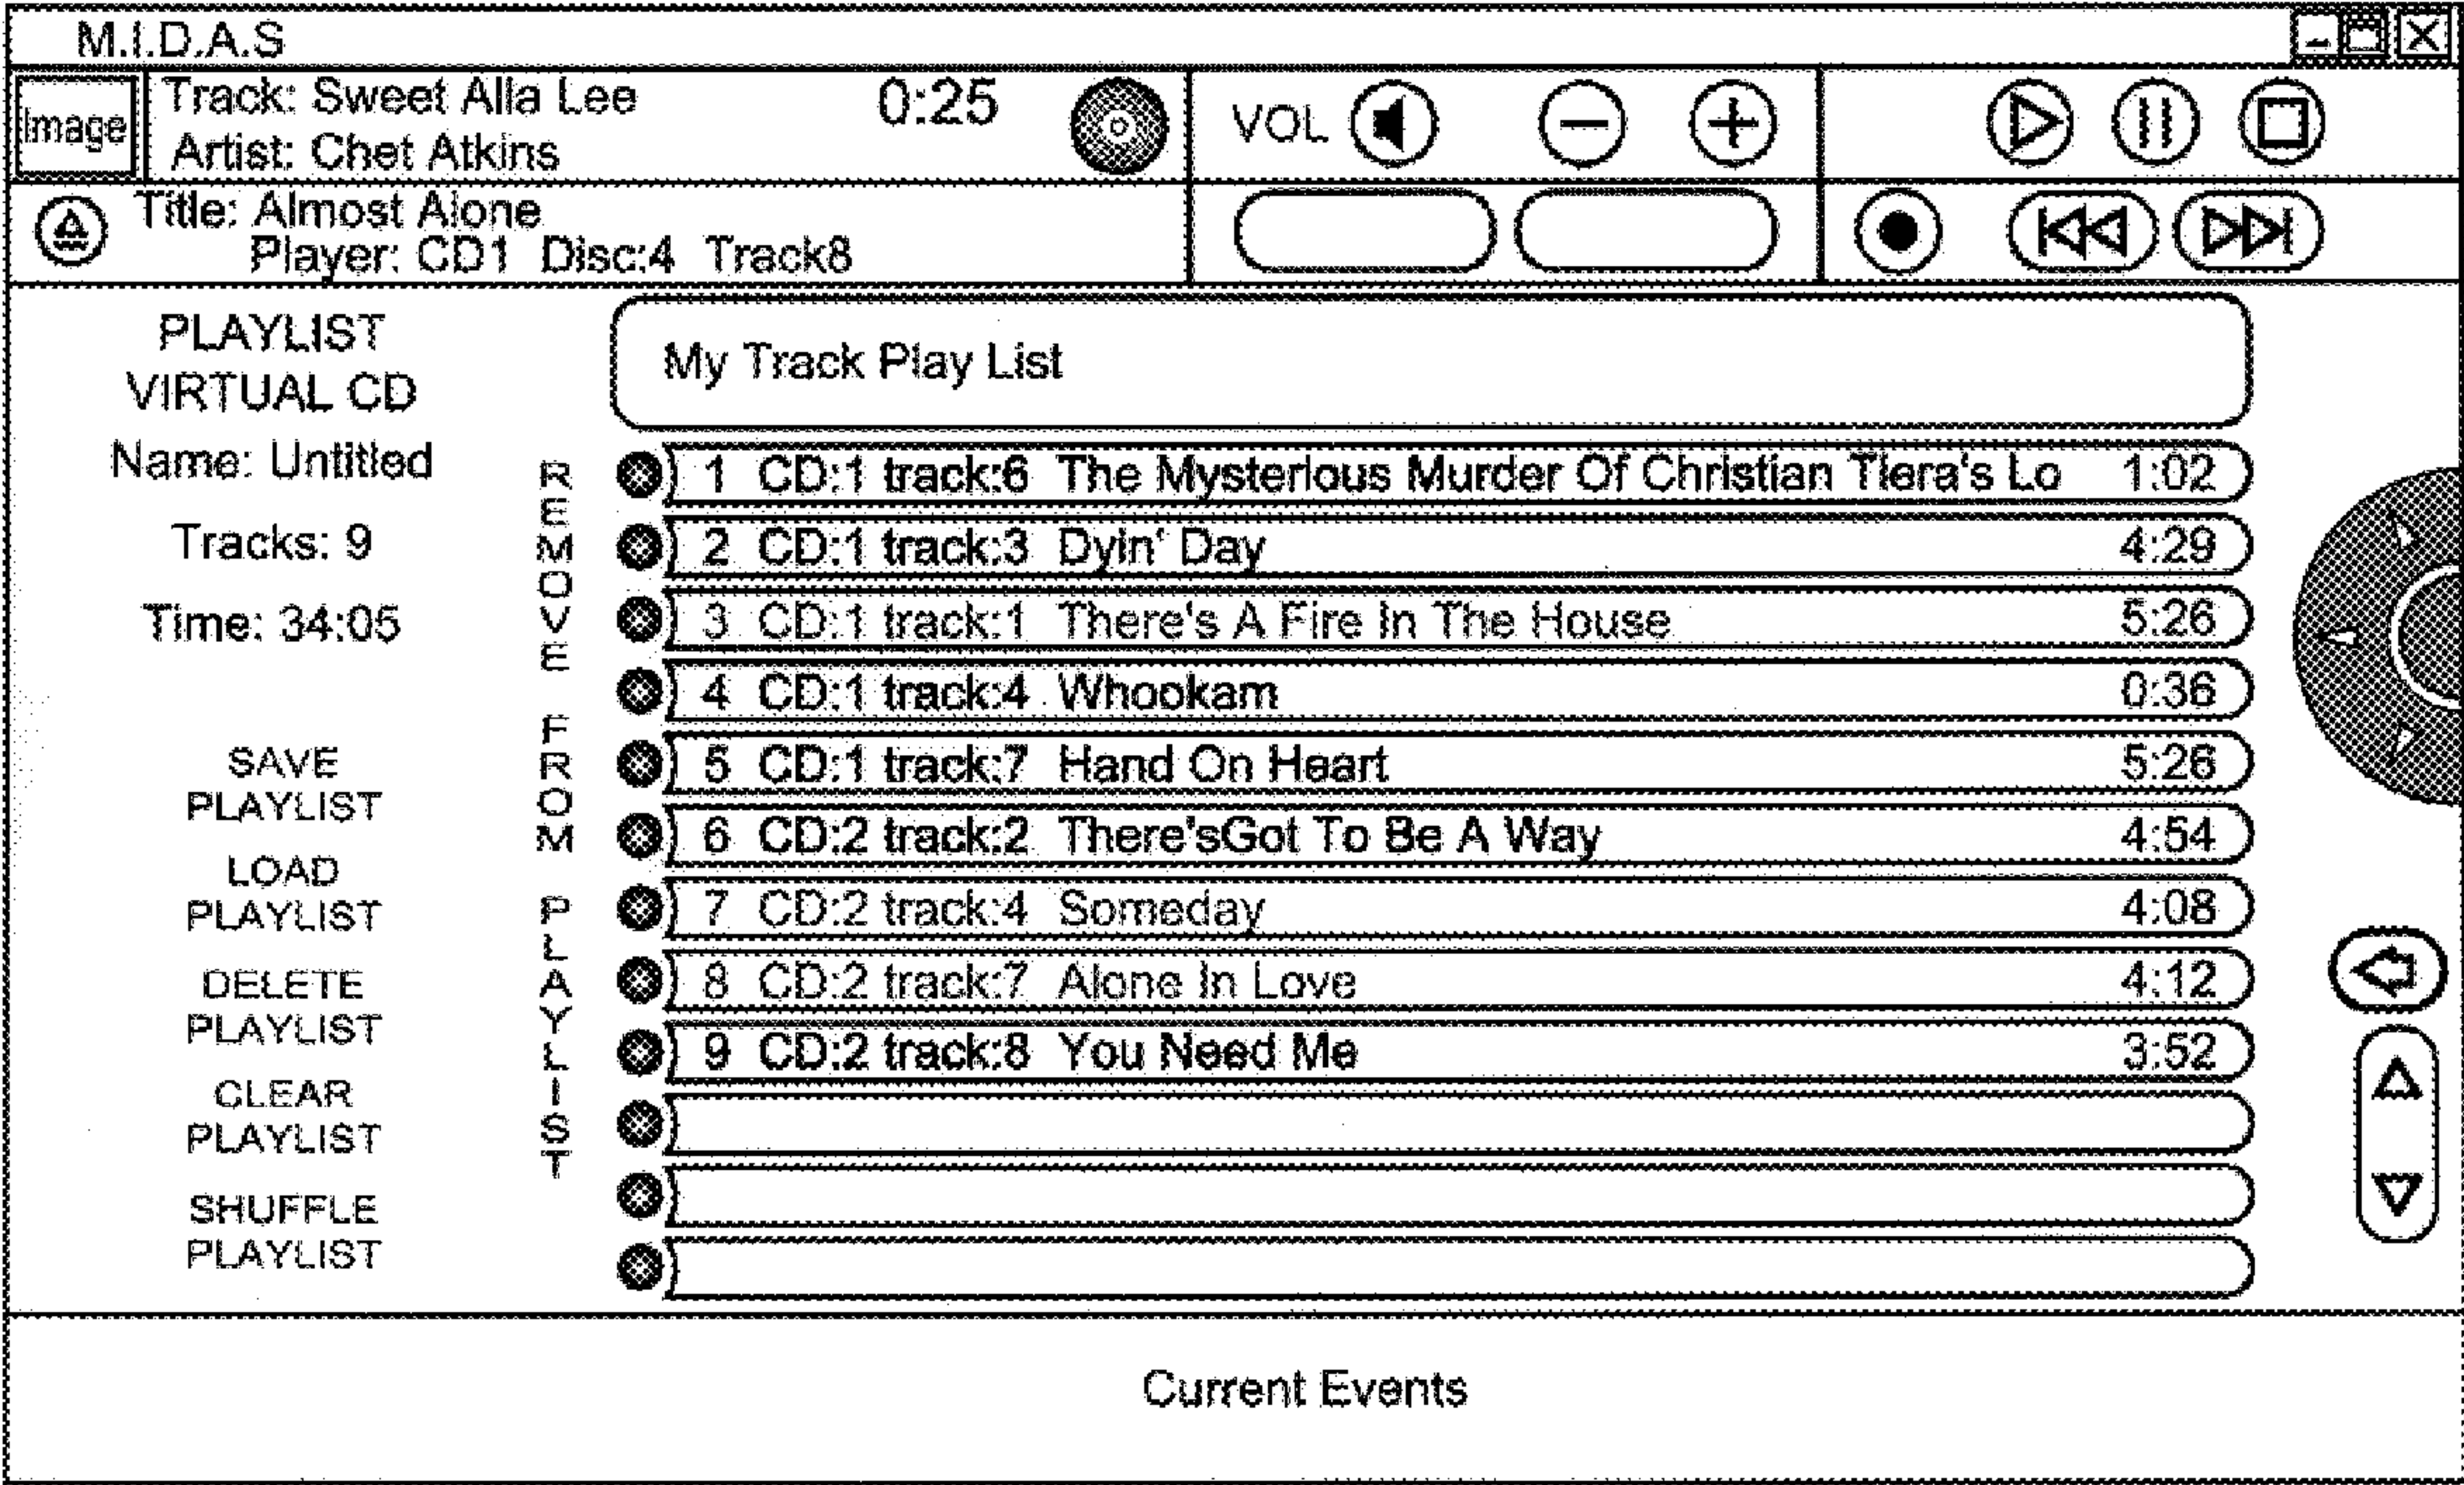 M.I.D.A.S
Image
Track: Sweet Alla Lee 0:25
Artist: Chet Atkins
VOL
Title: Almost Alone
Player: CD1 Disc:4 Track8
PLAYLIST
VIRTUAL CD
Name: Untitled
Tracks: 9
Time: 34:05
SAVE
PLAYLIST
LOAD
PLAYLIST
DELETE
PLAYLIST
CLEAR
PLAYLIST
SHUFFLE
PLAYLIST
REMOVE FROM PLAYLIST
My Track Play List
1 CD:1 track:6 The Mysterious Murder Of Christian Tiera's Lo 1:02
2 CD:1 track:3 Dyin' Day 4:29
3 CD:1 track:1 There's A Fire In The House 5:26
4 CD:1 track:4 Whookam 0:36
5 CD:1 track:7 Hand On Heart 5:26
6 CD:2 track:2 There'sGot To Be A Way 4:54
7 CD:2 track:4 Someday 4:08
8 CD:2 track:7 Alone In Love 4:12
9 CD:2 track:8 You Need Me 3:52
Current Events